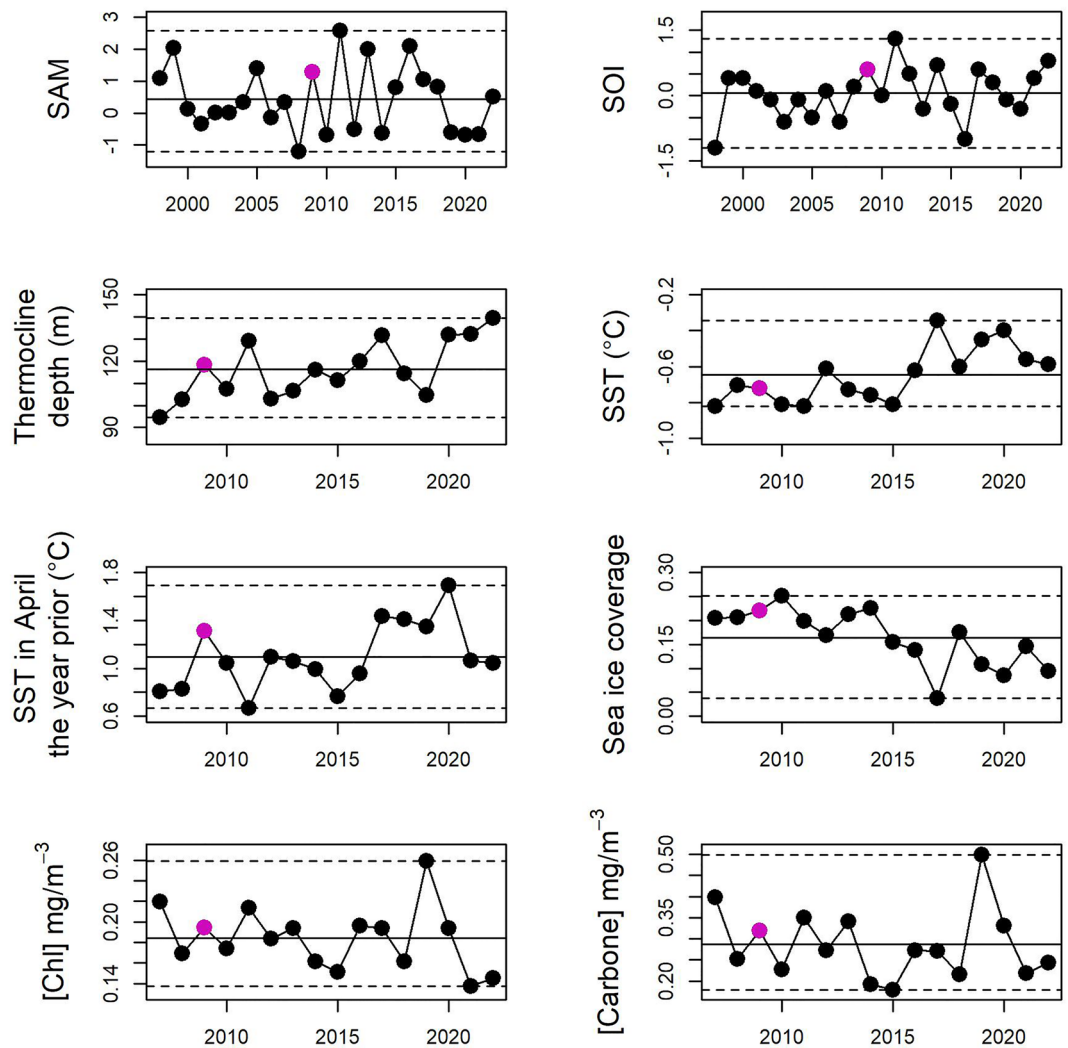 SAM
3
2
1
0
-1
2000 2005 2010 2015 2020
SOI
1.5
0.0
-1.5
2000 2005 2010 2015 2020
Thermocline
depth (m)
150
120
90
2010 2015 2020
SST (°C)
-0.2
-0.6
-1.0
2010 2015 2020
SST in April
the year prior (°C)
1.8
1.4
1.0
0.6
2010 2015 2020
Sea ice coverage
0.30
0.15
0.00
2010 2015 2020
[Chl] mg/m−3
0.26
0.20
0.14
2010 2015 2020
[Carbone] mg/m−3
0.50
0.35
0.20
2010 2015 2020